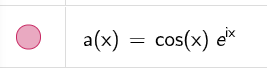 a(x) = cos(x) e^ix